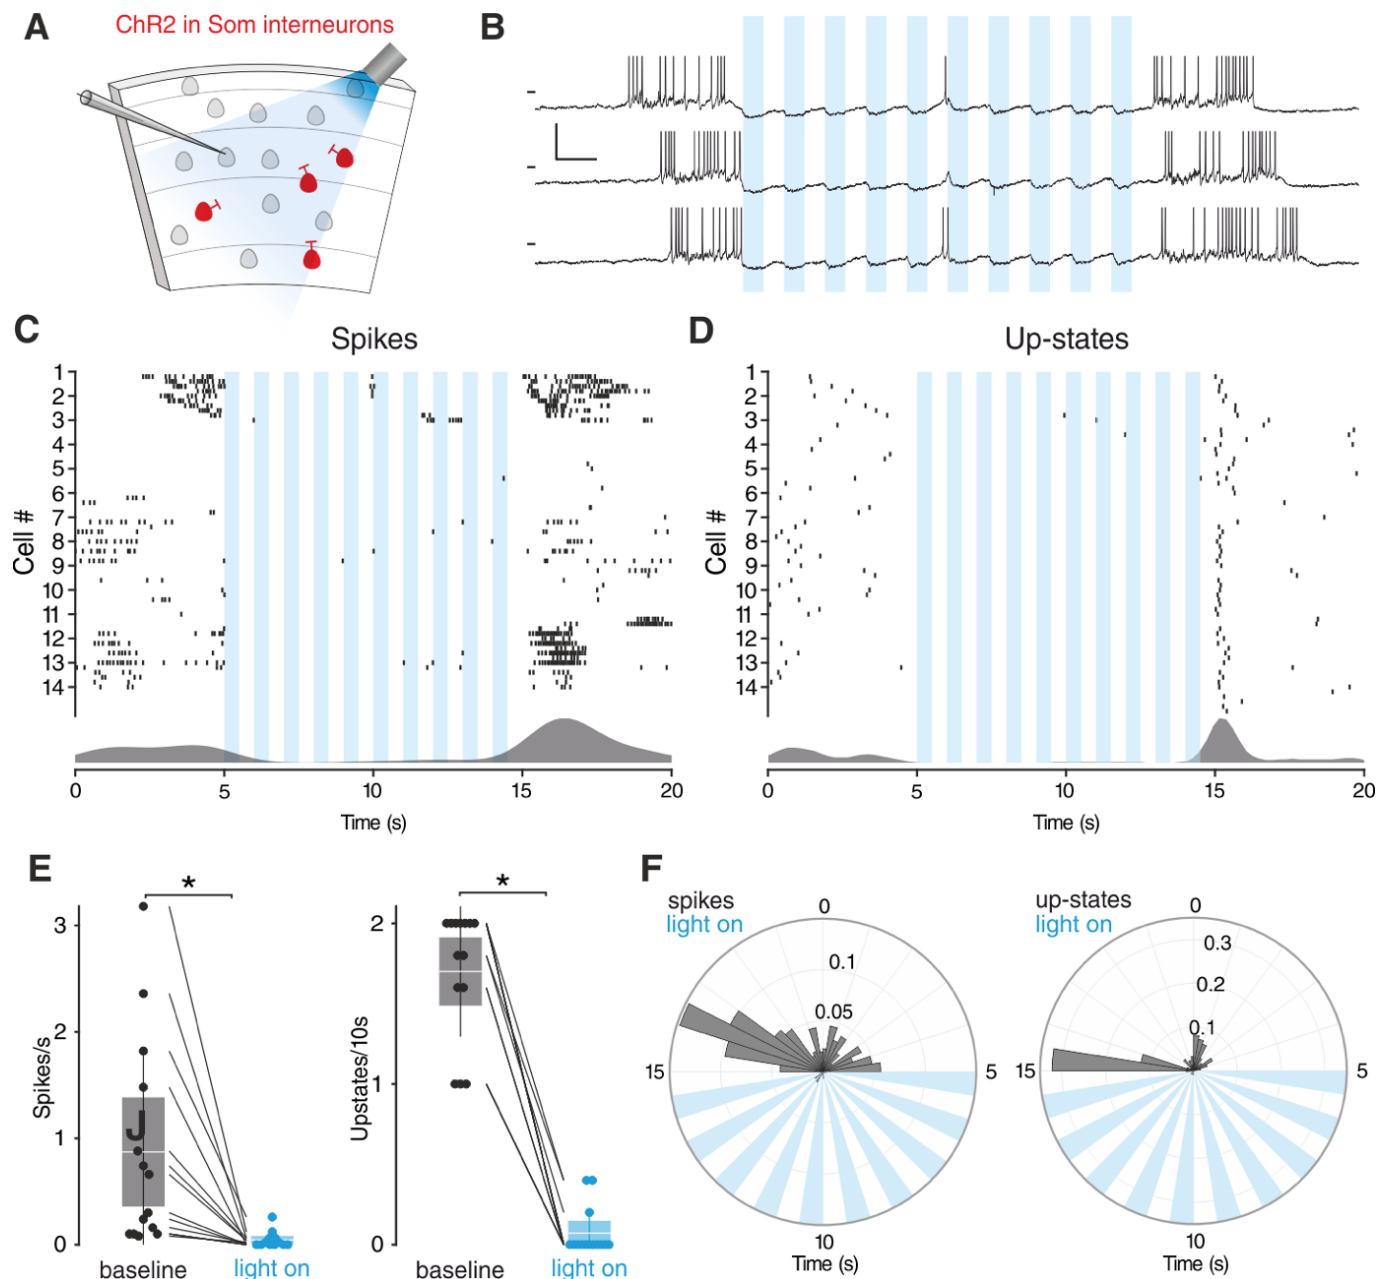 A
ChR2 in Som interneurons
B
C
Spikes
Cell #
1
2
3
4
5
6
7
8
9
10
11
12
13
14
0
5
10
15
20
Time (s)
D
Up-states
Cell #
1
2
3
4
5
6
7
8
9
10
11
12
13
14
0
5
10
15
20
Time (s)
E
*
Spikes/s
3
2
1
0
J
baseline
light on
*
Upstates/10s
2
1
0
baseline
light on
F
spikes
light on
0
0.1
0.05
15
5
10
Time (s)
up-states
light on
0
0.3
0.2
0.1
15
5
10
Time (s)